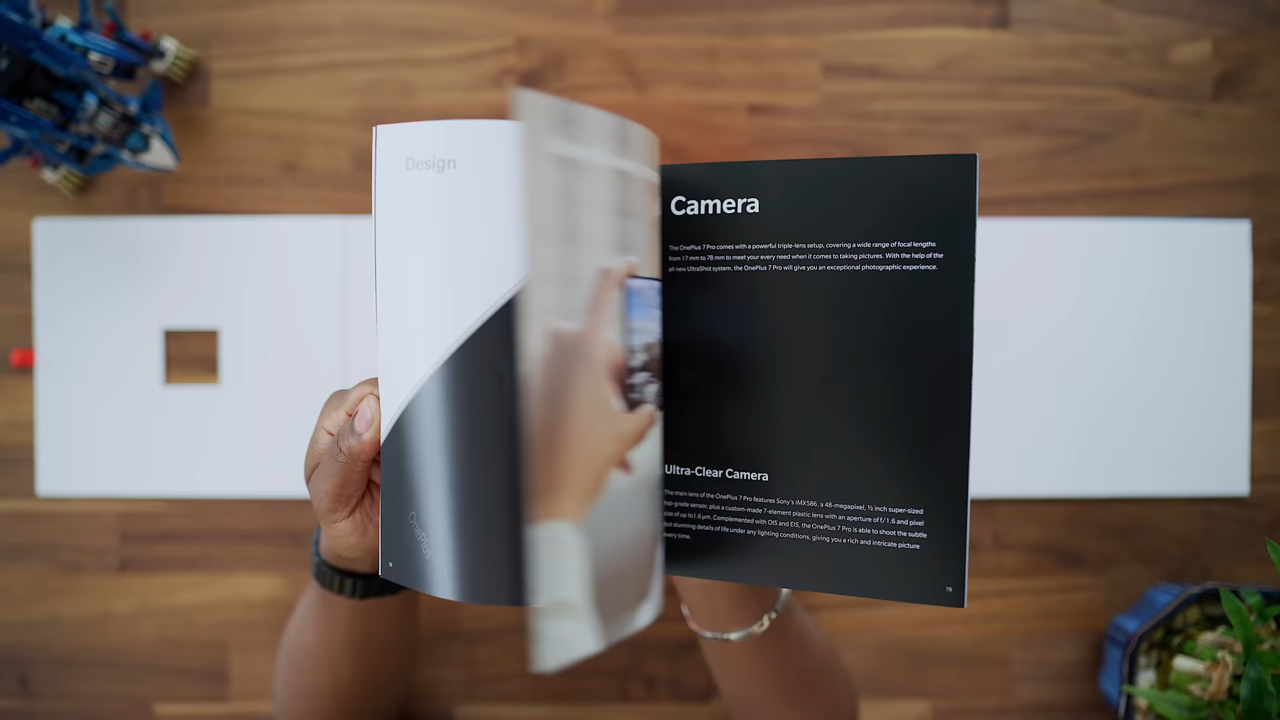 Design
OnePlus
Camera
The OnePlus 7 Pro comes with a powerful triple-lens setup, covering a wide range of focal lengths
from 17 mm to 78 mm to meet your every need when it comes to taking pictures. With the help of the
all new UltraShot system, the OnePlus 7 Pro will give you an exceptional photographic experience.
Ultra-Clear Camera
The main lens of the OnePlus 7 Pro features Sony's IMX586, a 48-megapixel, ½ inch super-sized
top-grade sensor, plus a custom-made 7-element plastic lens with an aperture of f/1.6 and pixel
size of up to1.6 μm. Complemented with OIS and EIS, the OnePlus 7 Pro is able to shoot the subtle
but stunning details of life under any lighting conditions, giving you a rich and intricate picture
every time.
19